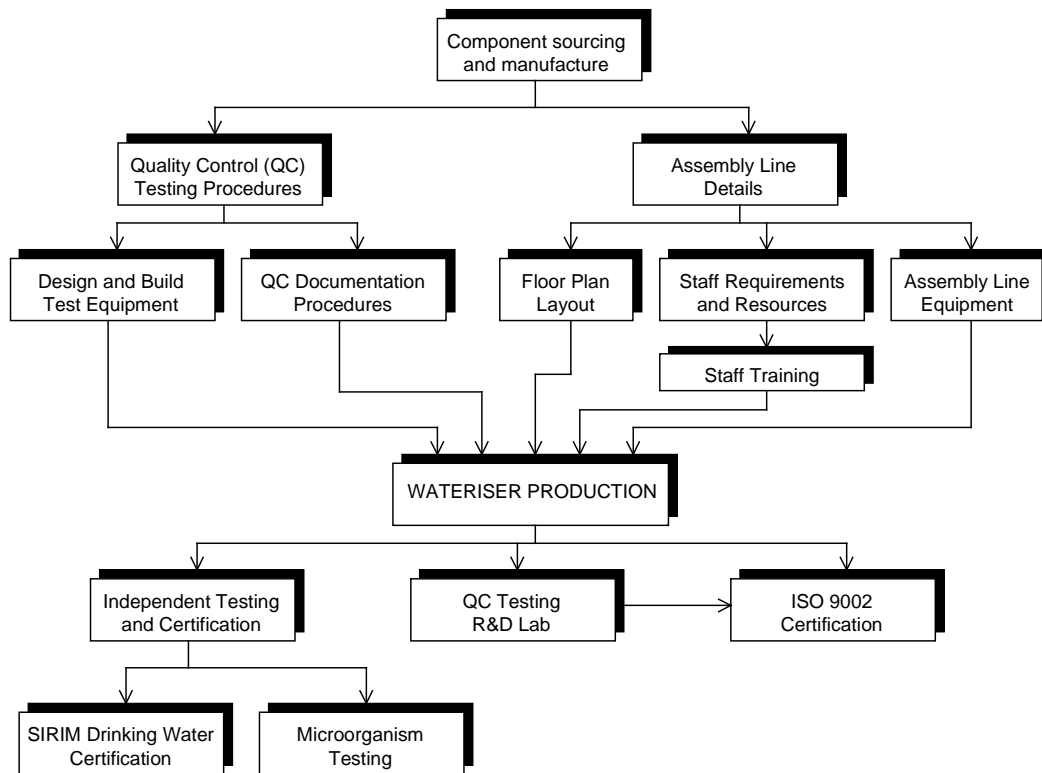 Component sourcing
and manufacture
Quality Control (QC)
Testing Procedures
Assembly Line
Details
Design and Build
Test Equipment
QC Documentation
Procedures
Floor Plan
Layout
Staff Requirements
and Resources
Assembly Line
Equipment
Staff Training
WATERISER PRODUCTION
Independent Testing
and Certification
QC Testing
R&D Lab
ISO 9002
Certification
SIRIM Drinking Water
Certification
Microorganism
Testing